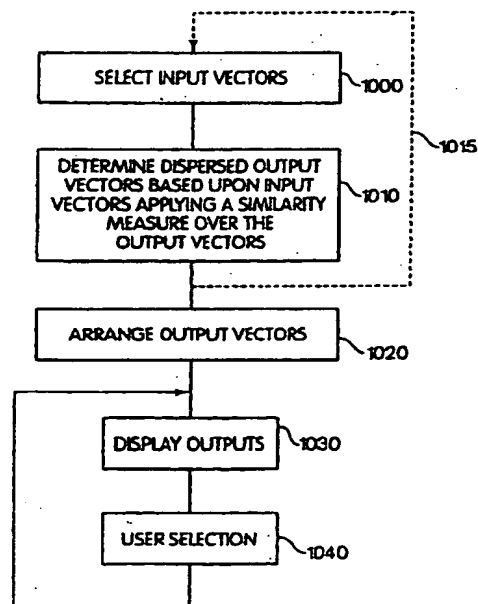 SELECT INPUT VECTORS
1000
1015
DETERMINE DISPERSED OUTPUT
VECTORS BASED UPON INPUT
VECTORS APPLYING A SIMILARITY
MEASURE OVER THE
OUTPUT VECTORS
1010
ARRANGE OUTPUT VECTORS
1020
DISPLAY OUTPUTS
1030
USER SELECTION
1040